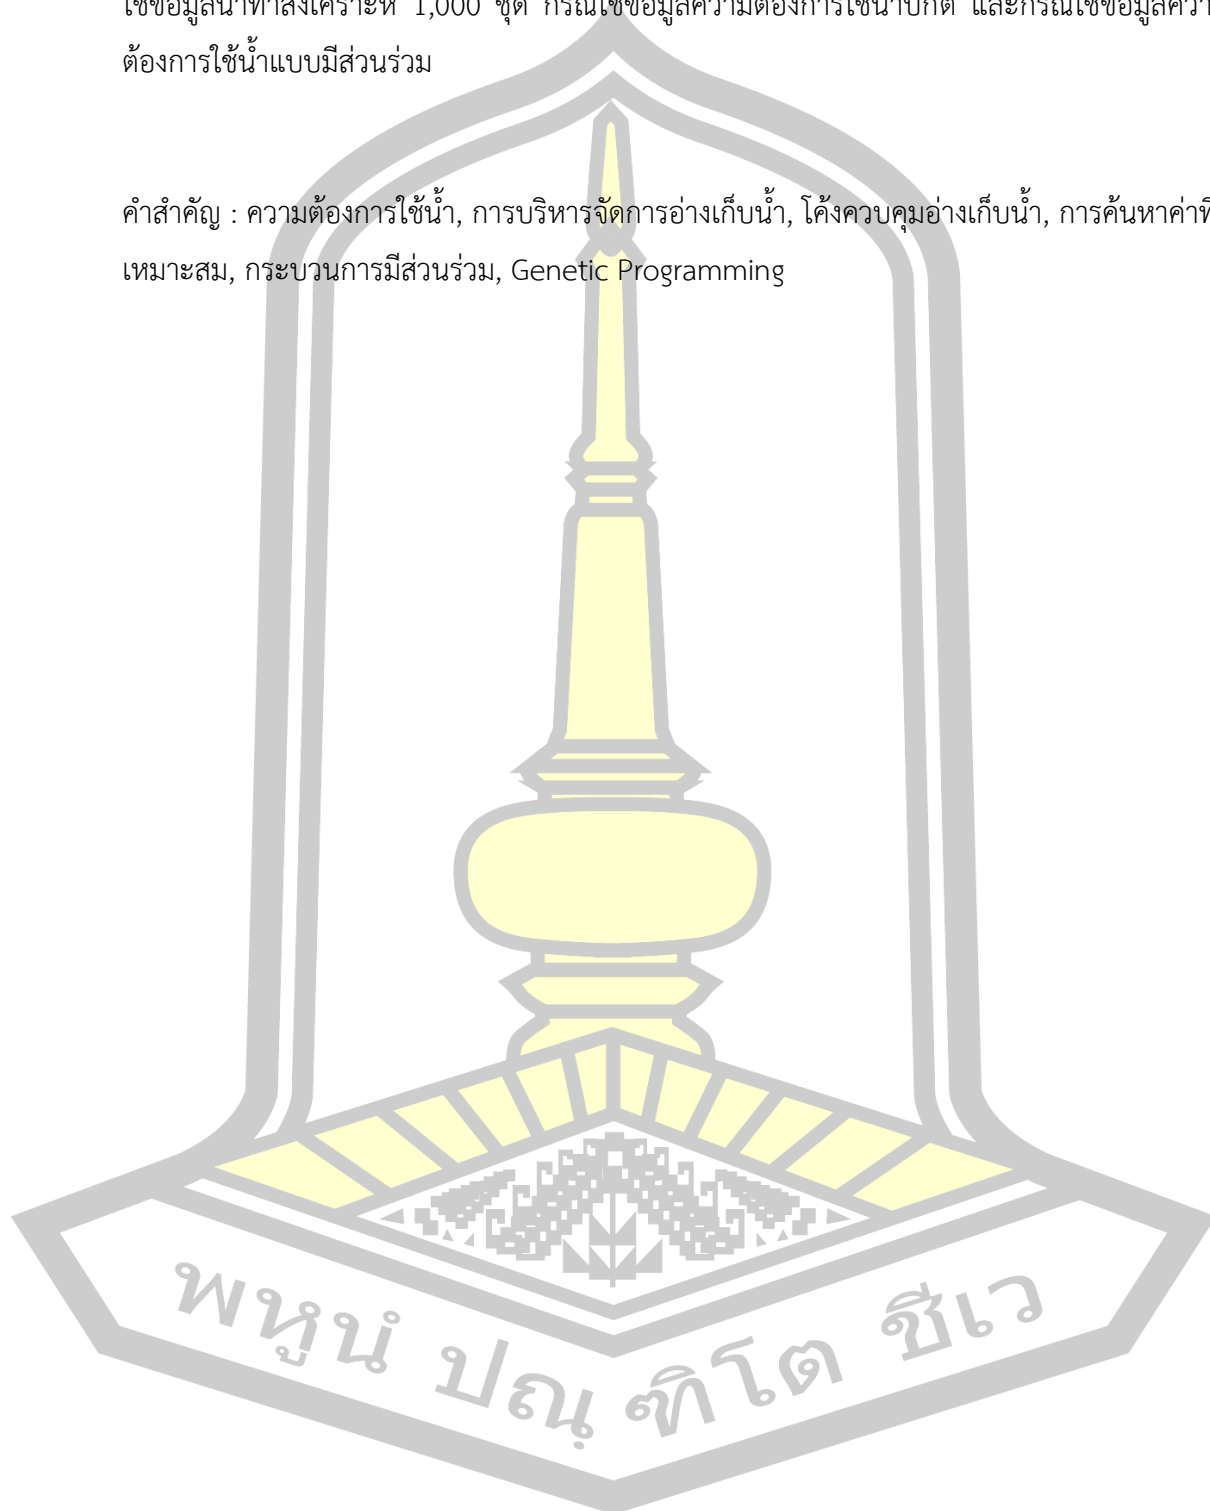 ใช้ข้อมูลน้ำท่าสังเคราะห์ 1,000 ชุด กรณีใช้ข้อมูลความต้องการใช้น้ำปกติ และกรณีใช้ข้อมูลความ
ต้องการใช้น้ำแบบมีส่วนร่วม
คำสำคัญ : ความต้องการใช้น้ำ, การบริหารจัดการอ่างเก็บน้ำ, โค้งควบคุมอ่างเก็บน้ำ, การค้นหาค่าที่
เหมาะสม, กระบวนการมีส่วนร่วม, Genetic Programming
พหูนํ ปณฺฑิโต ชีเว